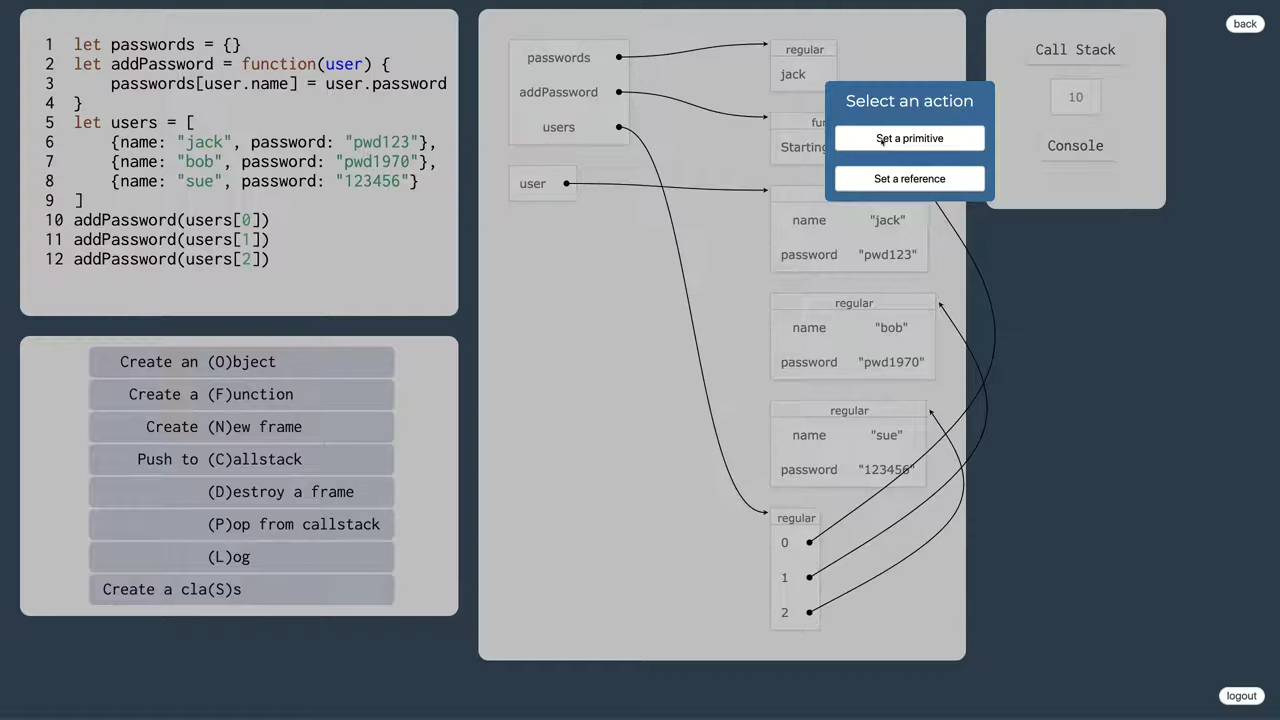 back
1 let passwords = {}
2 let addPassword = function(user) {
3 passwords[user.name] = user.password
4 }
5 let users = [
6 {name: "jack", password: "pwd123"},
7 {name: "bob", password: "pwd1970"},
8 {name: "sue", password: "123456"}
9 ]
10 addPassword(users[0])
11 addPassword(users[1])
12 addPassword(users[2])
Create an (O)bject
Create a (F)unction
Create (N)ew frame
Push to (C)allstack
(D)estroy a frame
(P)op from callstack
(L)og
Create a cla(S)s
passwords
addPassword
users
user
regular
jack
fun
Starting
name "jack"
password "pwd123"
regular
name "bob"
password "pwd1970"
regular
name "sue"
password "123456"
regular
0
1
2
Select an action
Set a primitive
Set a reference
Call Stack
10
Console
logout